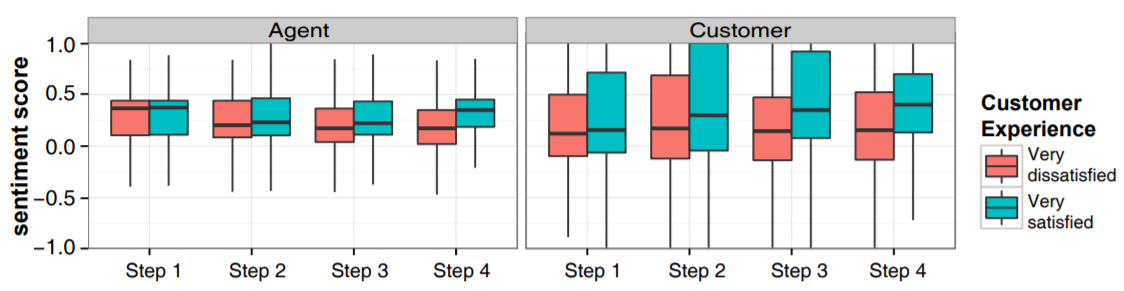 Agent
Customer
sentiment score
1.0
0.5
0.0
−0.5
−1.0
Step 1
Step 2
Step 3
Step 4
Step 1
Step 2
Step 3
Step 4
Customer
Experience
Very
dissatisfied
Very
satisfied